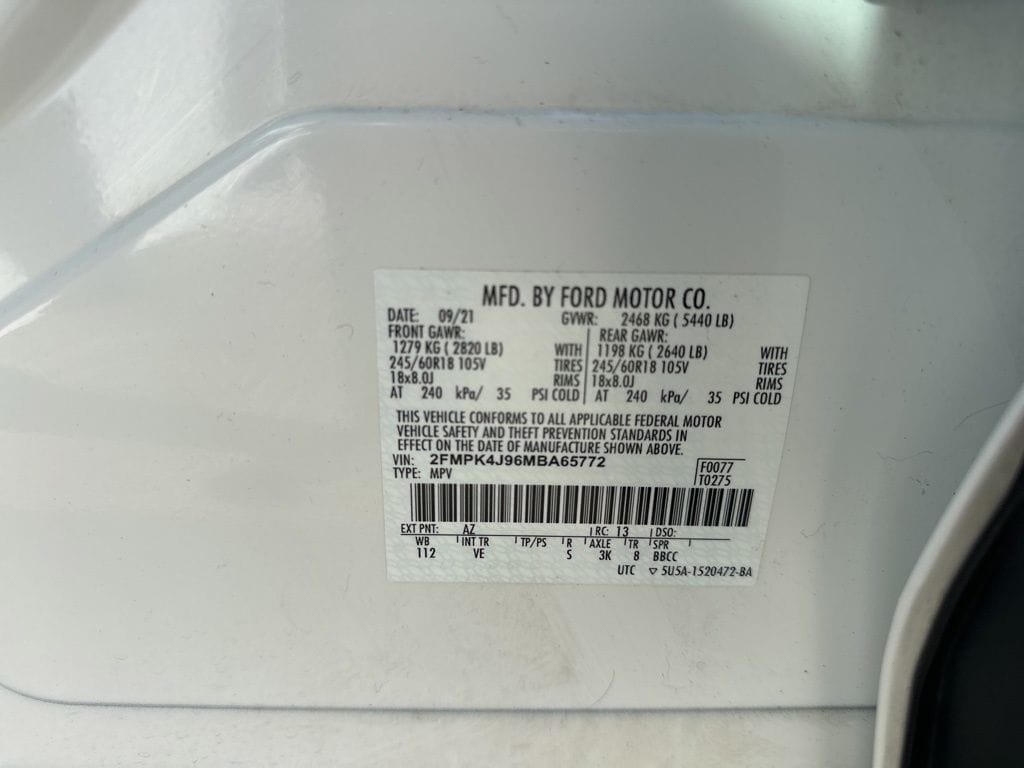 MFD. BY FORD MOTOR CO.
DATE: 09/21 GVWR: 2468 KG ( 5440 LB)
FRONT GAWR: REAR GAWR:
1279 KG ( 2820 LB) WITH 1198 KG ( 2640 LB) WITH
245/60R18 105V TIRES 245/60R18 105V TIRES
18x8.0J RIMS 18x8.0J RIMS
AT 240 kPa/ 35 PSI COLD AT 240 kPa/ 35 PSI COLD
THIS VEHICLE CONFORMS TO ALL APPLICABLE FEDERAL MOTOR
VEHICLE SAFETY AND THEFT PREVENTION STANDARDS IN
EFFECT ON THE DATE OF MANUFACTURE SHOWN ABOVE.
VIN: 2FMPK4J96MBA65772 F0077
TYPE: MPV T0275
EXT PNT: AZ RC: 13 DSO:
WB INT TR TP/PS R AXLE TR SPR
112 VE S 3K 8 BBCC
UTC ▽ 5U5A-1520472-BA